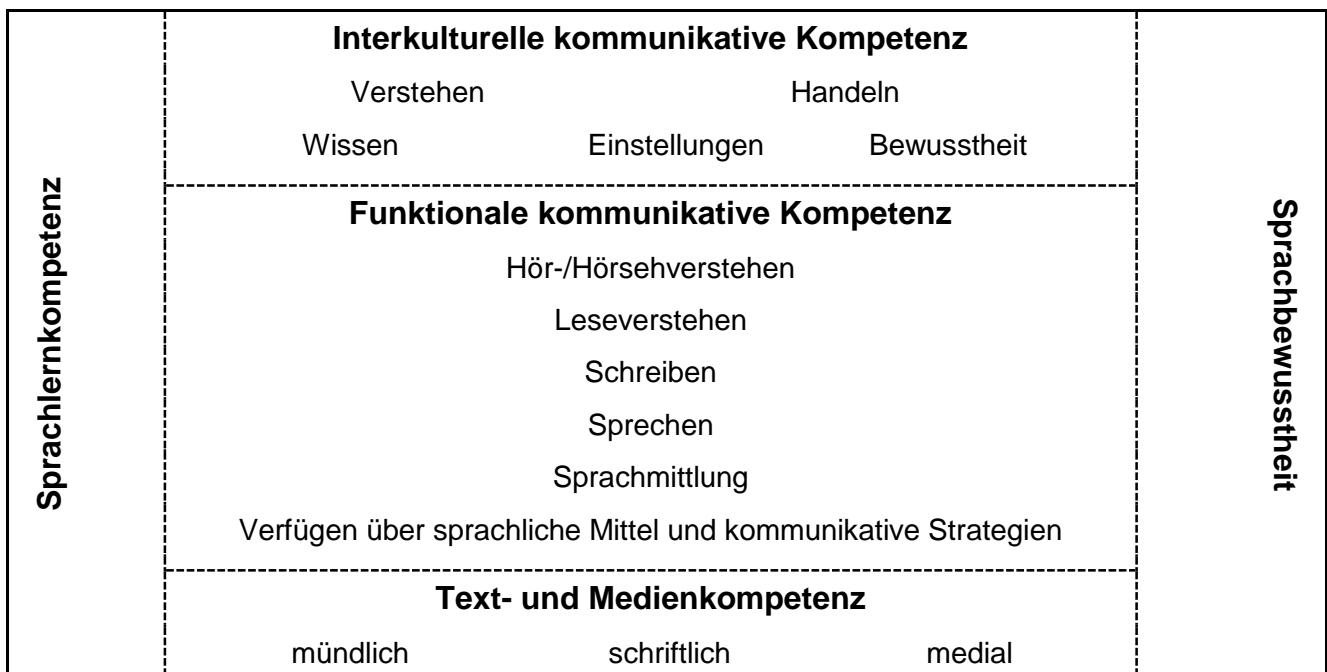 Sprachlernkompetenz
Interkulturelle kommunikative Kompetenz
Verstehen Handeln
Wissen Einstellungen Bewusstheit
Funktionale kommunikative Kompetenz
Hör-/Hörsehverstehen
Leseverstehen
Schreiben
Sprechen
Sprachmittlung
Verfügen über sprachliche Mittel und kommunikative Strategien
Text- und Medienkompetenz
mündlich schriftlich medial
Sprachbewusstheit